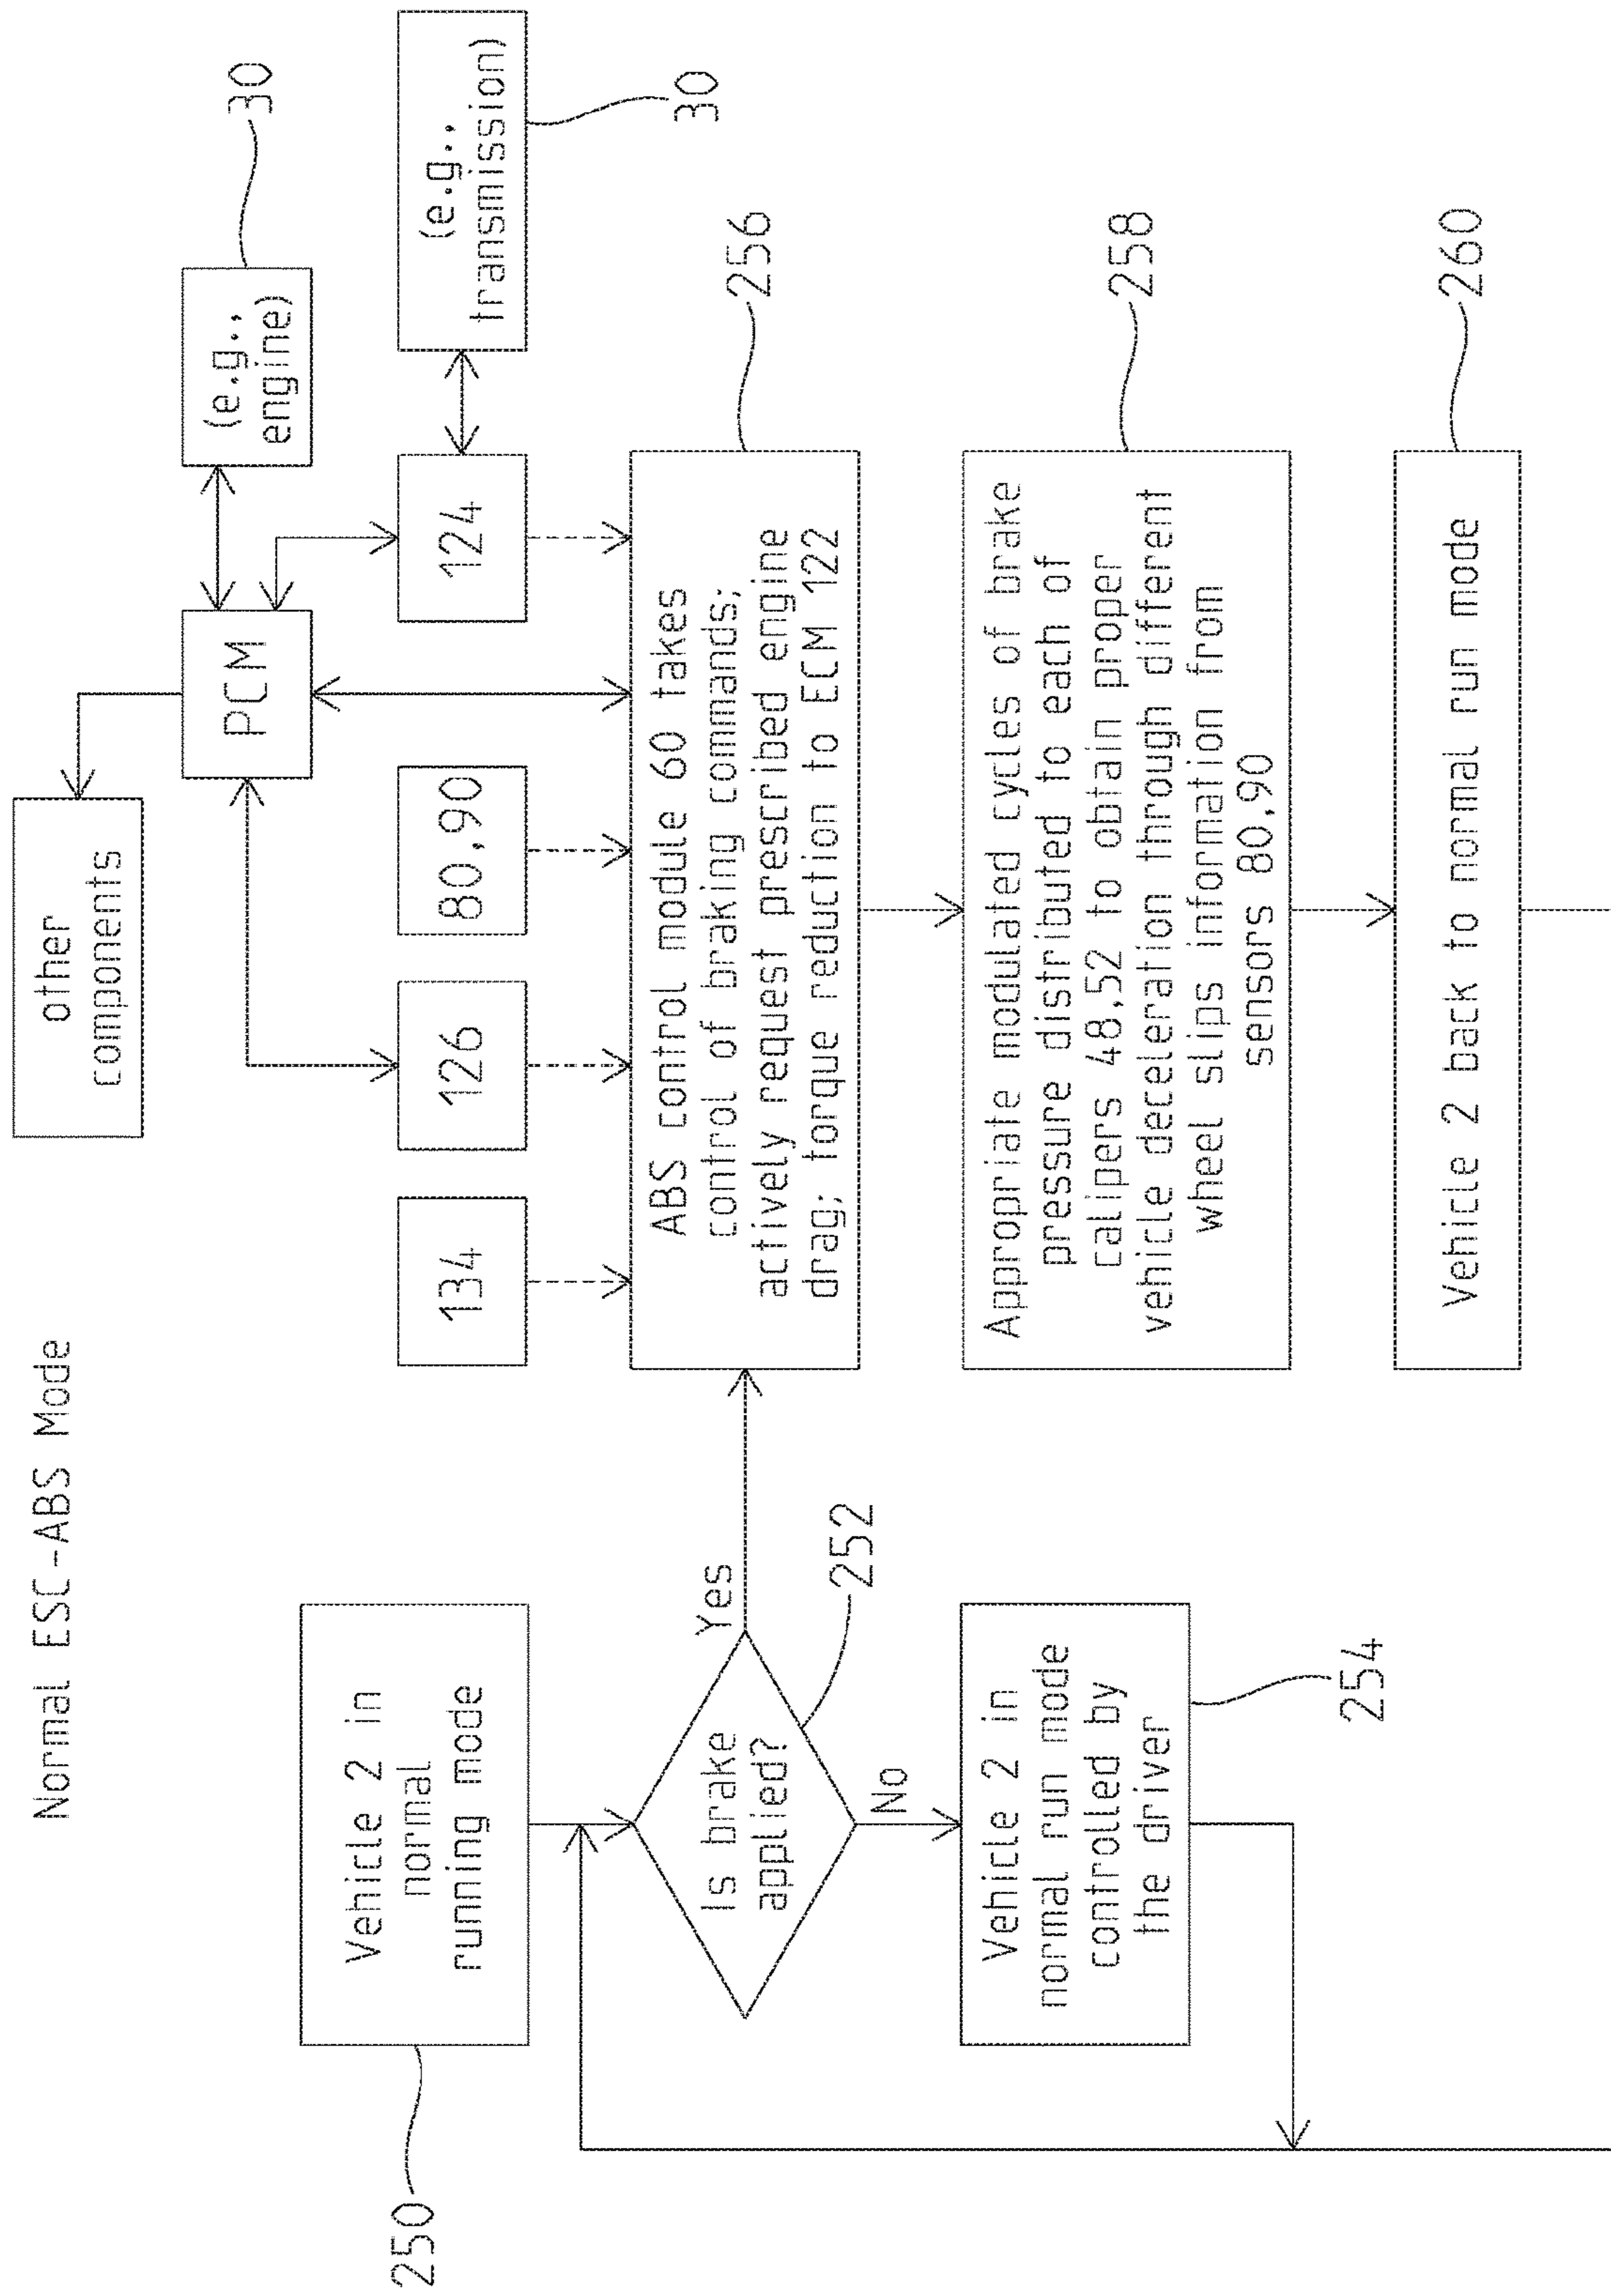 Normal ESC-ABS Mode
other
components
PCM
(e.g.,
engine)
30
134
126
80,90
124
(e.g.,
transmission)
30
250
Vehicle 2 in
normal
running mode
Is brake
applied?
Yes
252
No
Vehicle 2 in
normal run mode
controlled by
the driver
254
ABS control module 60 takes
control of braking commands;
actively request prescribed engine
drag; torque reduction to ECM 122
256
Appropriate modulated cycles of brake
pressure distributed to each of
calipers 48,52 to obtain proper
vehicle deceleration through different
wheel slips information from
sensors 80,90
258
Vehicle 2 back to normal run mode
260